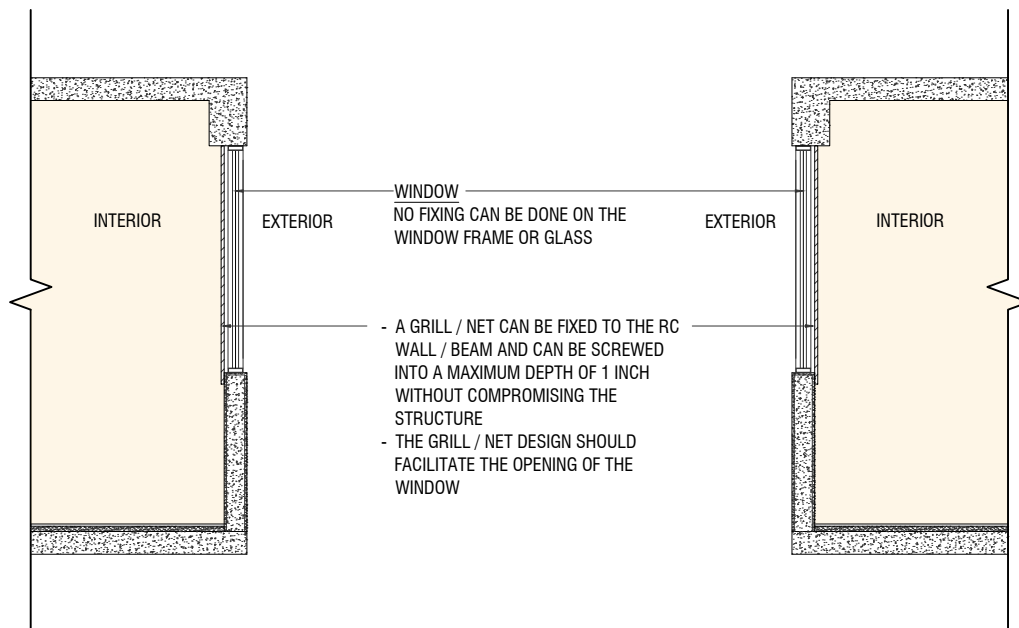 WINDOW
NO FIXING CAN BE DONE ON THE
WINDOW FRAME OR GLASS
INTERIOR
EXTERIOR
EXTERIOR
INTERIOR
- A GRILL / NET CAN BE FIXED TO THE RC
WALL / BEAM AND CAN BE SCREWED
INTO A MAXIMUM DEPTH OF 1 INCH
WITHOUT COMPROMISING THE
STRUCTURE
- THE GRILL / NET DESIGN SHOULD
FACILITATE THE OPENING OF THE
WINDOW